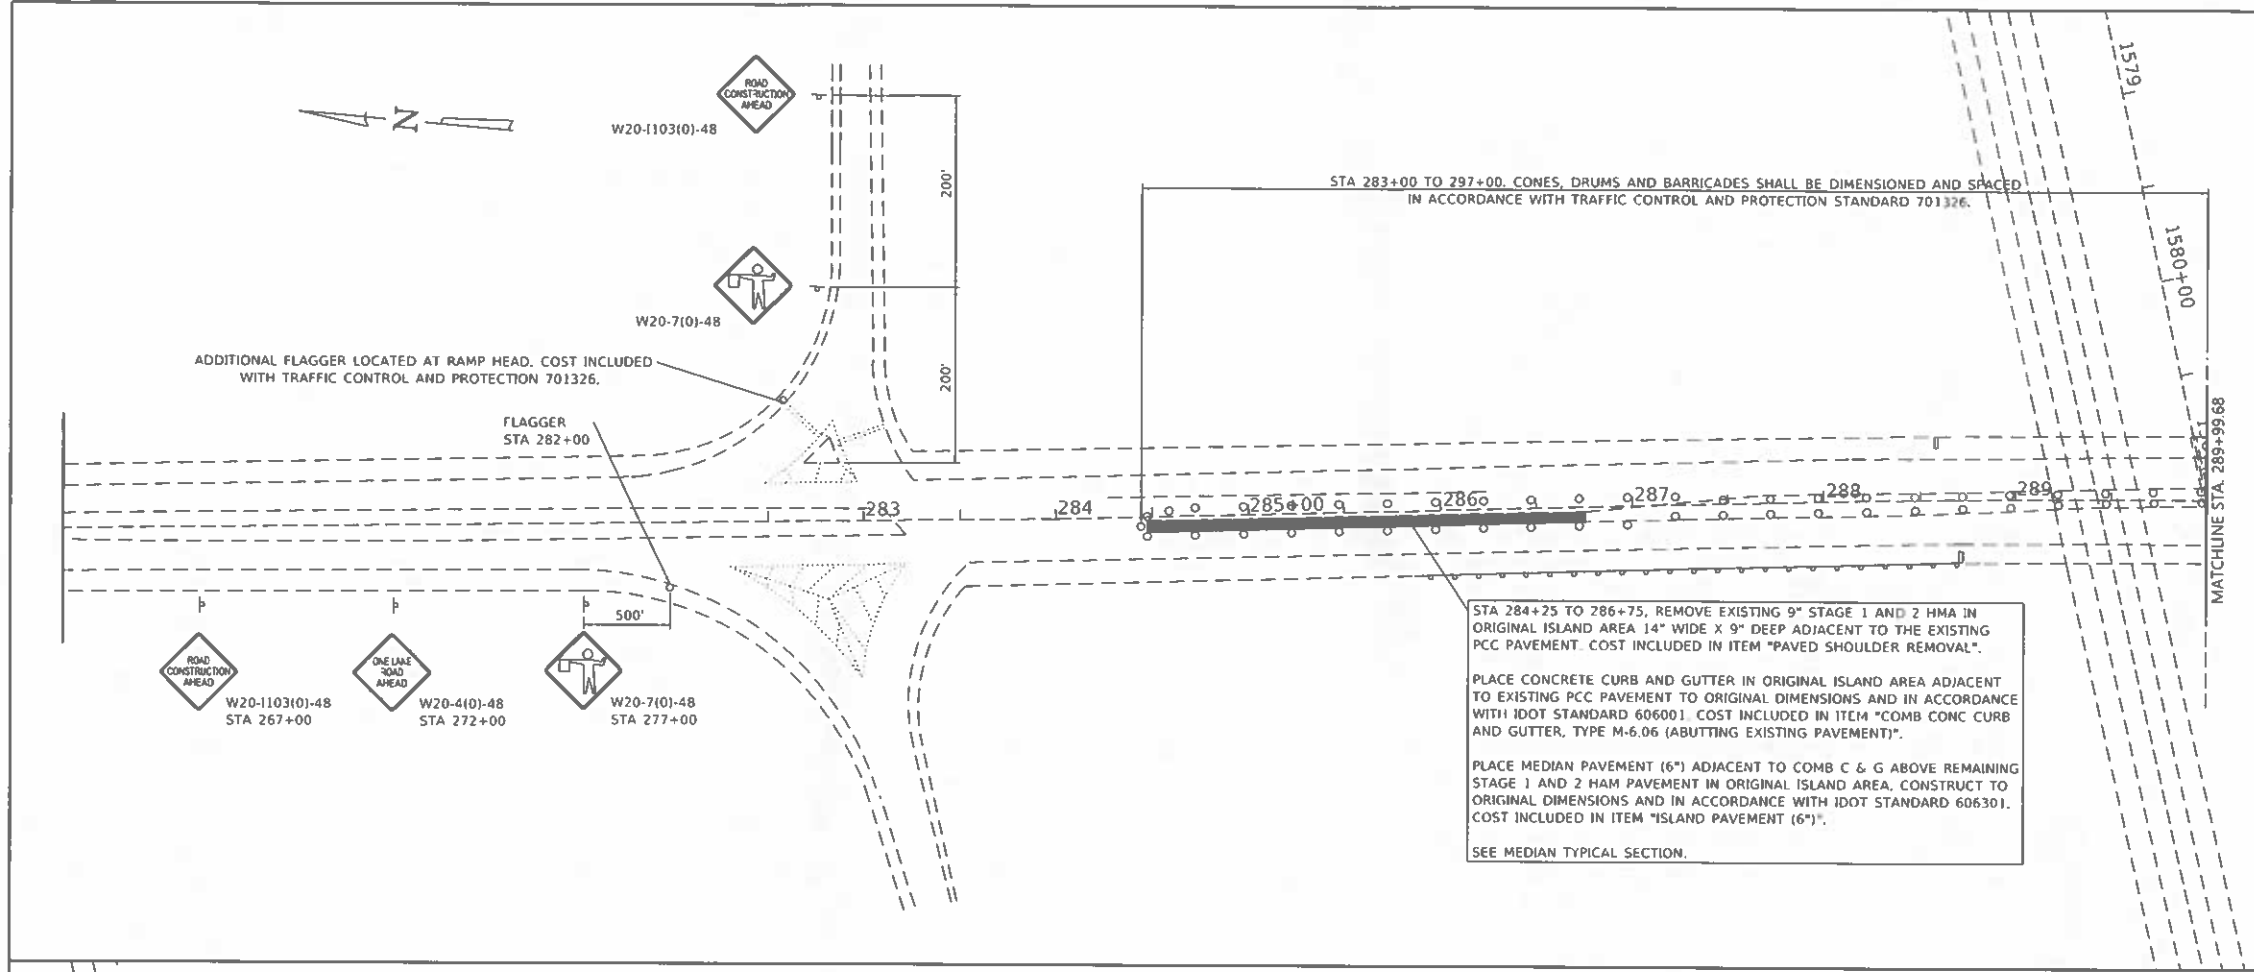 ROAD
CONSTRUCTION
AHEAD
W20-I103(0)-48
N
200'
W20-7(0)-48
200'
ADDITIONAL FLAGGER LOCATED AT RAMP HEAD. COST INCLUDED
WITH TRAFFIC CONTROL AND PROTECTION 701326.
FLAGGER
STA 282+00
STA 283+00 TO 297+00. CONES, DRUMS AND BARRICADES SHALL BE DIMENSIONED AND SPACED
IN ACCORDANCE WITH TRAFFIC CONTROL AND PROTECTION STANDARD 701326.
1579
1580+00
MATCHLINE STA. 289+99.68
283
284
285+00
286
287
288
289
500'
ROAD
CONSTRUCTION
AHEAD
W20-I103(0)-48
STA 267+00
ONE LANE
ROAD
AHEAD
W20-4(0)-48
STA 272+00
W20-7(0)-48
STA 277+00
STA 284+25 TO 286+75, REMOVE EXISTING 9" STAGE 1 AND 2 HMA IN
ORIGINAL ISLAND AREA 14" WIDE X 9" DEEP ADJACENT TO THE EXISTING
PCC PAVEMENT. COST INCLUDED IN ITEM "PAVED SHOULDER REMOVAL".
PLACE CONCRETE CURB AND GUTTER IN ORIGINAL ISLAND AREA ADJACENT
TO EXISTING PCC PAVEMENT TO ORIGINAL DIMENSIONS AND IN ACCORDANCE
WITH IDOT STANDARD 606001. COST INCLUDED IN ITEM "COMB CONC CURB
AND GUTTER, TYPE M-6.06 (ABUTTING EXISTING PAVEMENT)".
PLACE MEDIAN PAVEMENT (6") ADJACENT TO COMB C & G ABOVE REMAINING
STAGE 1 AND 2 HAM PAVEMENT IN ORIGINAL ISLAND AREA. CONSTRUCT TO
ORIGINAL DIMENSIONS AND IN ACCORDANCE WITH IDOT STANDARD 606301.
COST INCLUDED IN ITEM "ISLAND PAVEMENT (6")".
SEE MEDIAN TYPICAL SECTION.